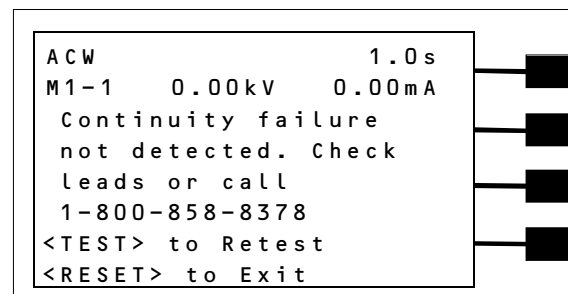 ACW 1.0s
M1-1 0.00kV 0.00mA
Continuity failure
not detected. Check
leads or call
1-800-858-8378
<TEST> to Retest
<RESET> to Exit